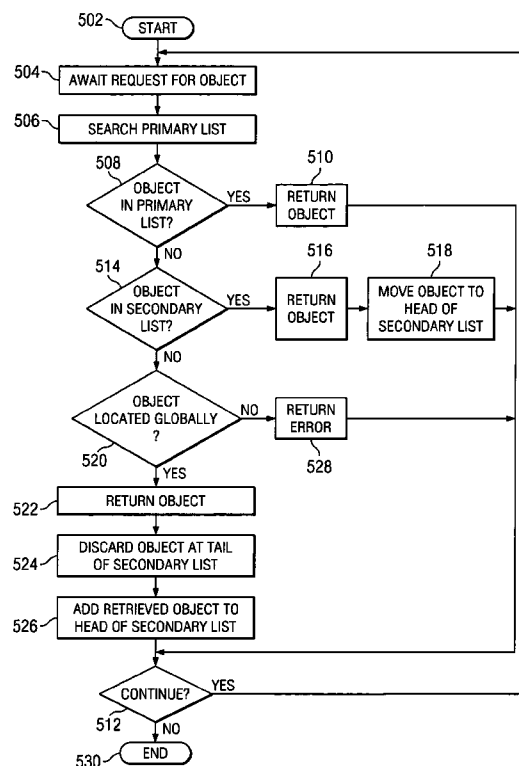 502
START
504
AWAIT REQUEST FOR OBJECT
506
SEARCH PRIMARY LIST
508
OBJECT
IN PRIMARY
LIST?
YES
510
RETURN
OBJECT
NO
514
OBJECT
IN SECONDARY
LIST?
YES
516
RETURN
OBJECT
518
MOVE OBJECT TO
HEAD OF
SECONDARY LIST
NO
OBJECT
LOCATED GLOBALLY
?
520
NO
RETURN
ERROR
528
YES
522
RETURN OBJECT
524
DISCARD OBJECT AT TAIL
OF SECONDARY LIST
526
ADD RETRIEVED OBJECT TO
HEAD OF SECONDARY LIST
CONTINUE?
YES
512
NO
530
END